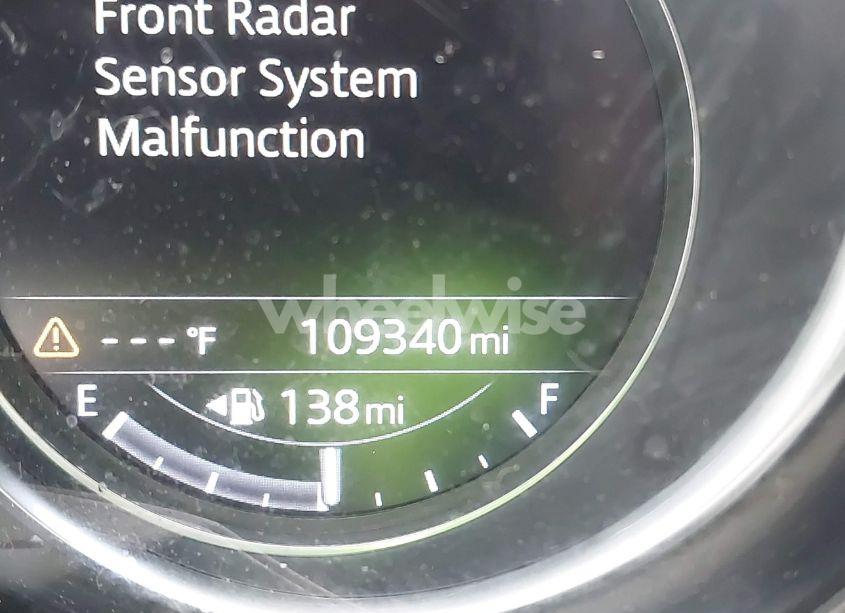 Front Radar
Sensor System
Malfunction
wheelwise
--- °F 109340 mi
E 138 mi F